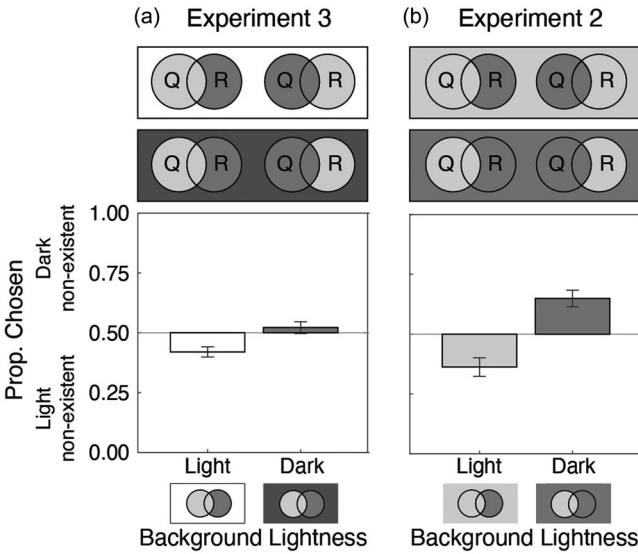 (a) Experiment 3
(b) Experiment 2
Q R Q R
Q R Q R
Q R Q R
Q R Q R
Prop. Chosen
Dark
non-existent
Light
non-existent
1.00
0.75
0.50
0.25
0.00
Light Dark
Light Dark
Background Lightness
Background Lightness